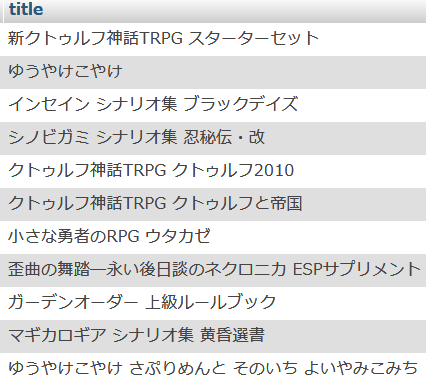 title
新クトゥルフ神話TRPG スターターセット
ゆうやけこやけ
インセイン シナリオ集 ブラックデイズ
シノビガミ シナリオ集 忍秘伝・改
クトゥルフ神話TRPG クトゥルフ2010
クトゥルフ神話TRPG クトゥルフと帝国
小さな勇者のRPG ウタカゼ
歪曲の舞踏―永い後日談のネクロニカ ESPサプリメント
ガーデンオーダー 上級ルールブック
マギカロギア シナリオ集 黄昏選書
ゆうやけこやけ さぷりめんと そのいち よいやみこみち